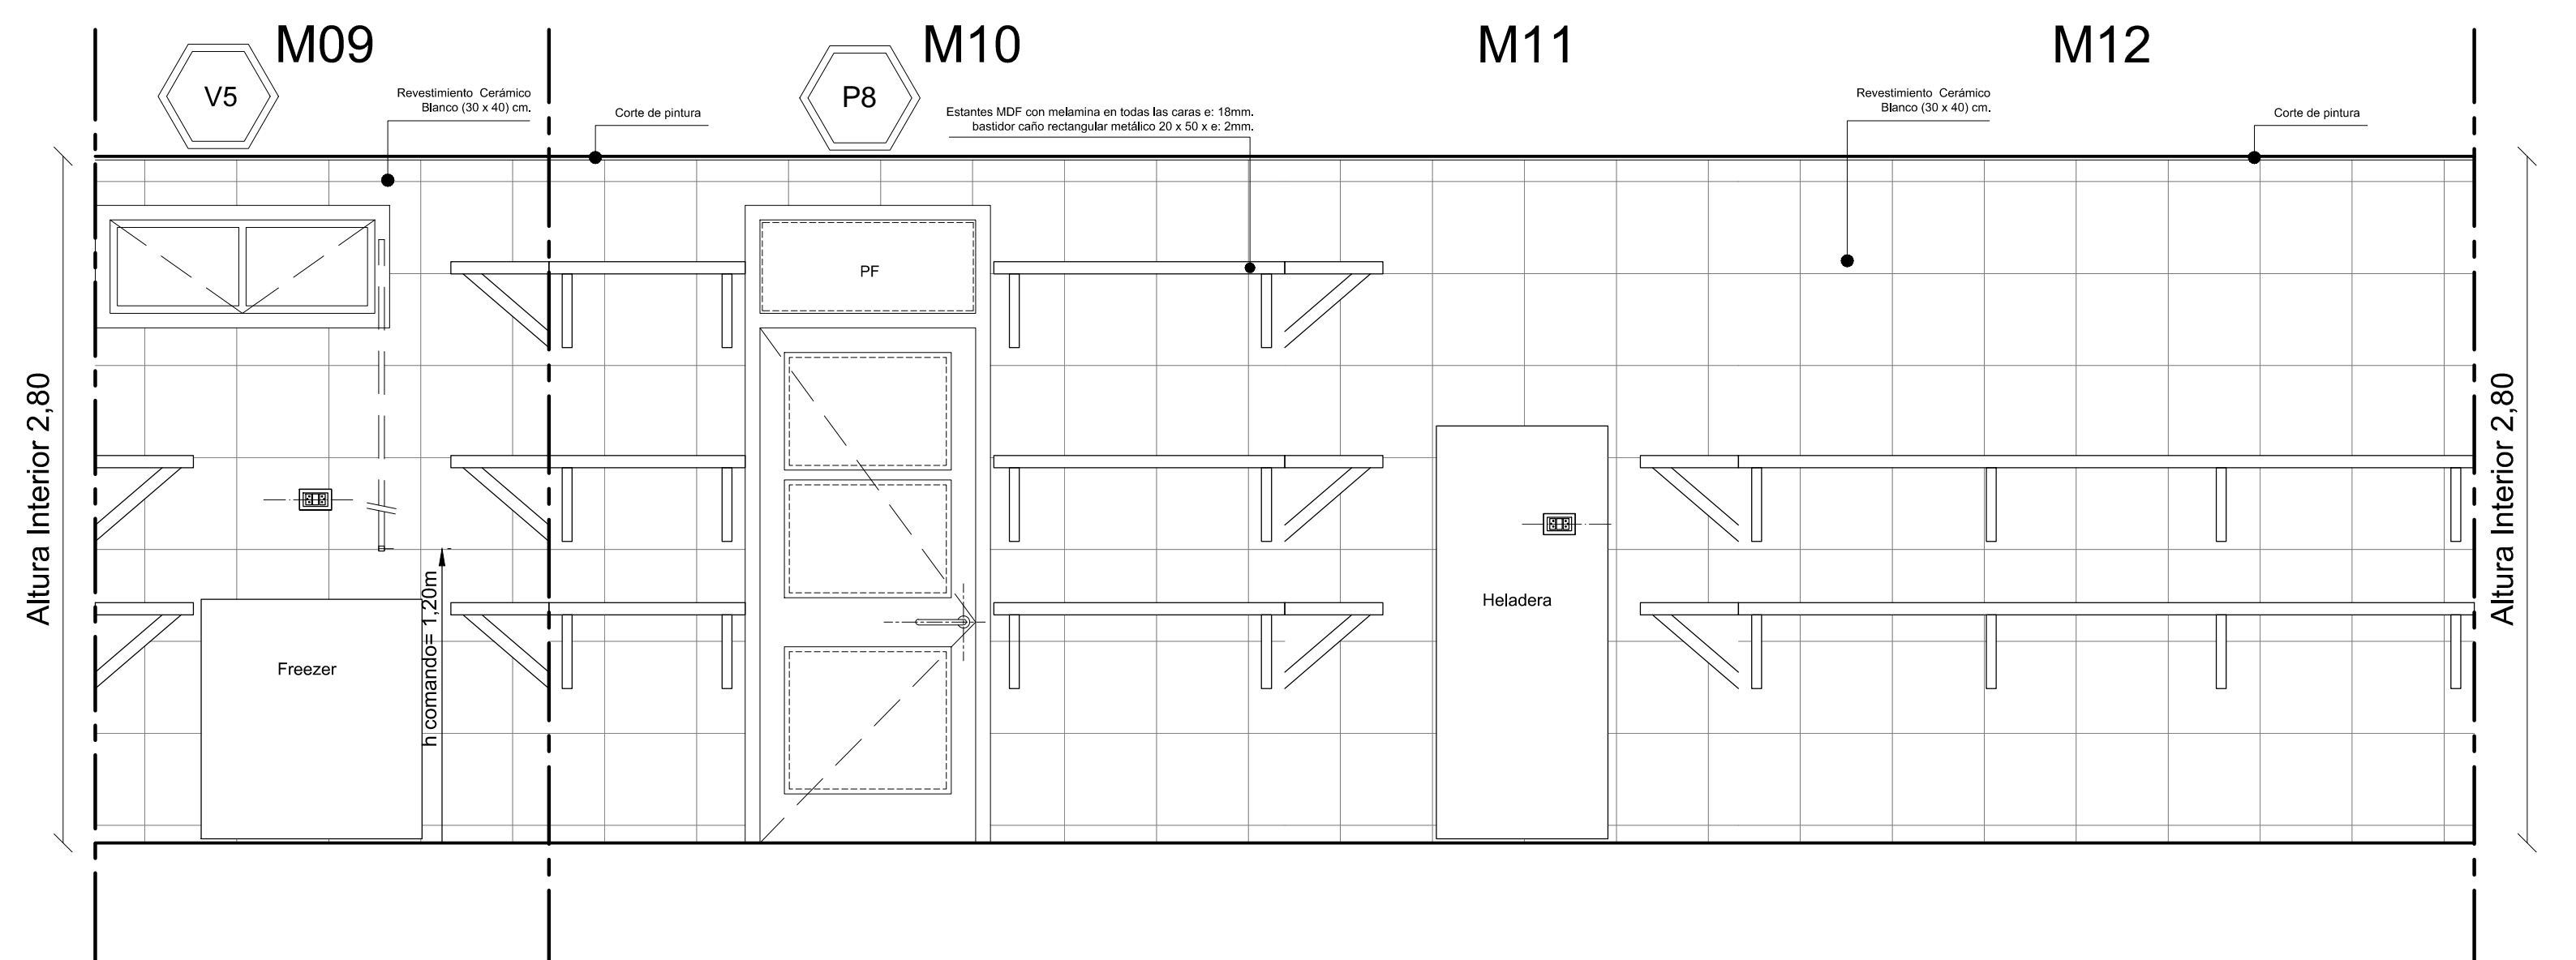 M09
M10
M11
M12
V5
P8
Revestimiento Cerámico
Blanco (30 x 40) cm.
Corte de pintura
Estantes MDF con melamina en todas las caras e: 18mm.
bastidor caño rectangular metálico 20 x 50 x e: 2mm.
Revestimiento Cerámico
Blanco (30 x 40) cm.
Corte de pintura
PF
Altura Interior 2,80
Freezer
h comando= 1,20m
Heladera
Altura Interior 2,80